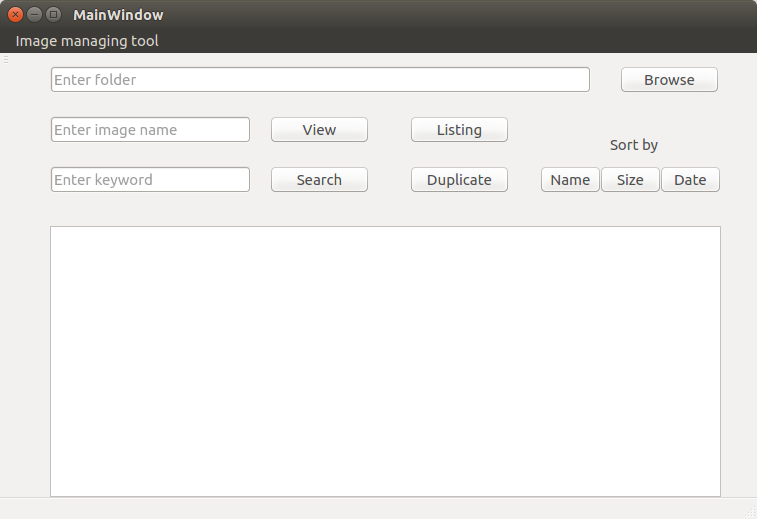 MainWindow
Image managing tool
Enter folder Browse
Enter image name View Listing
Sort by
Enter keyword Search Duplicate Name Size Date